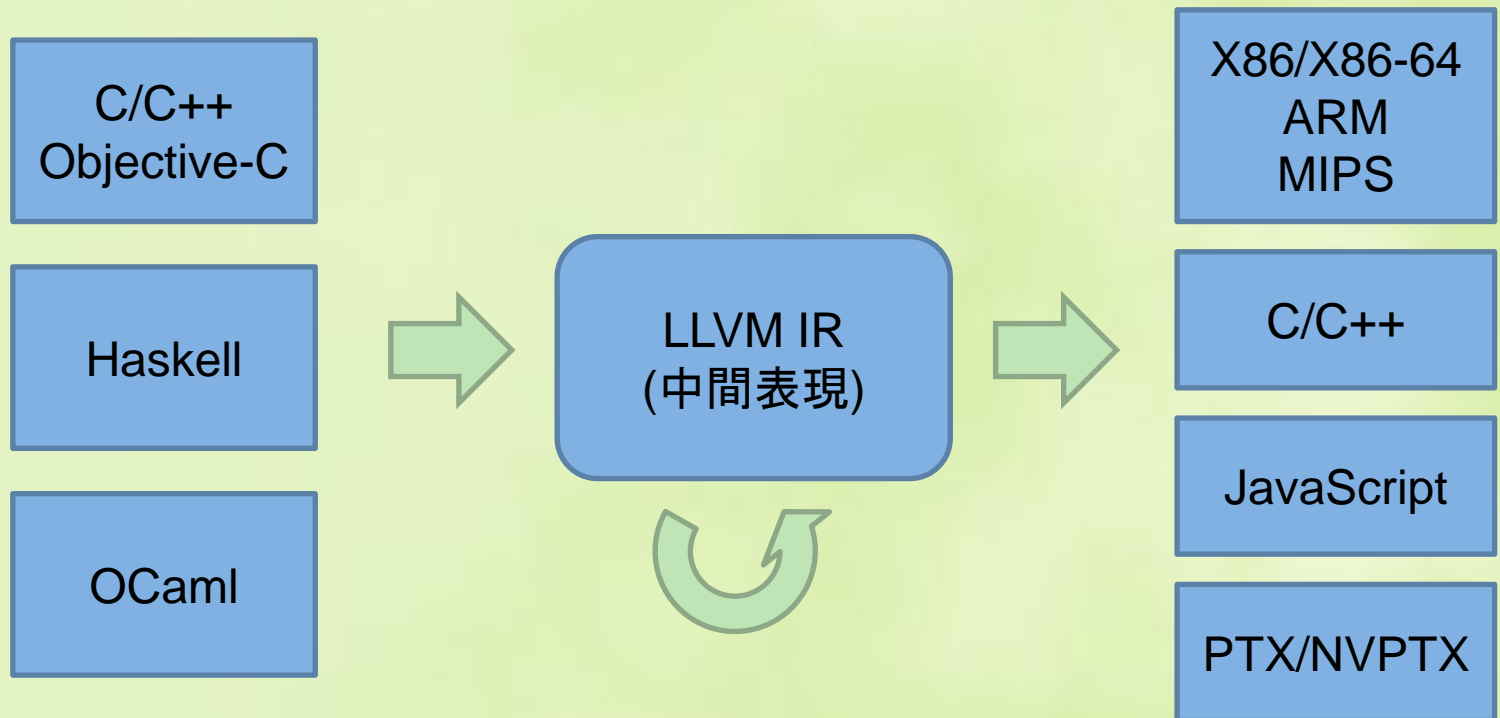 C/C++
Objective-C
Haskell
OCaml
LLVM IR
(中間表現)
X86/X86-64
ARM
MIPS
C/C++
JavaScript
PTX/NVPTX